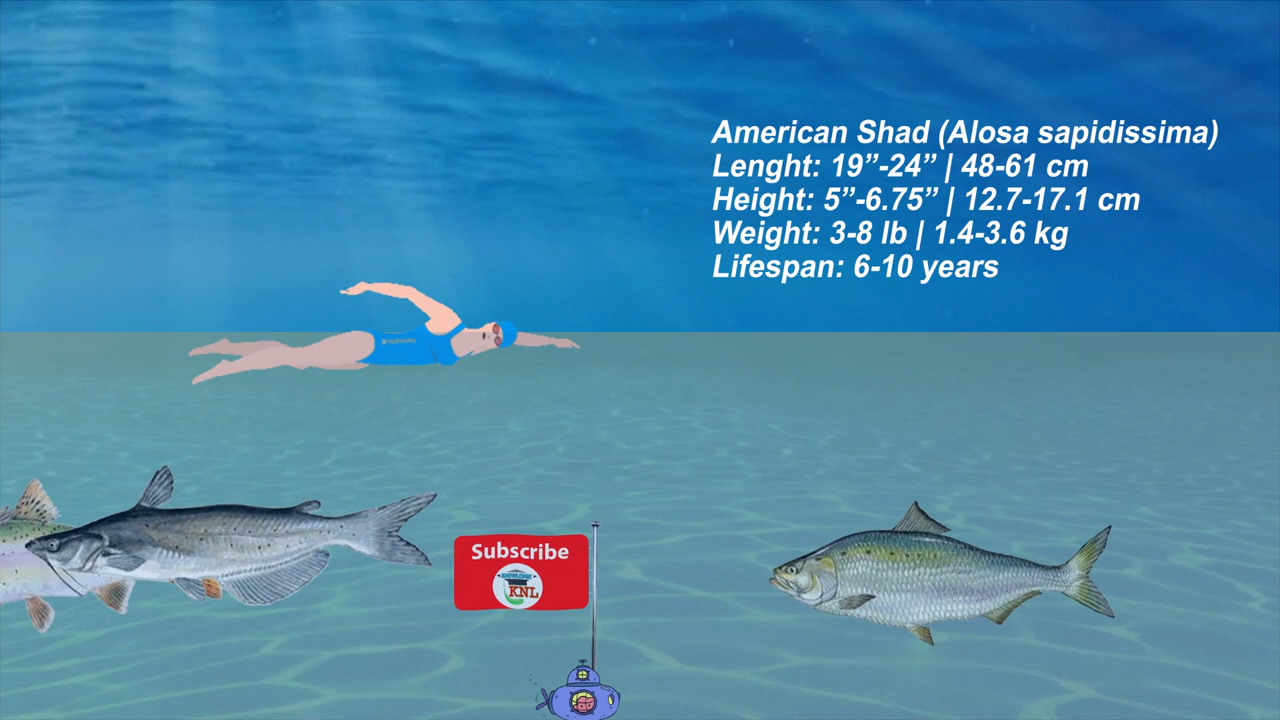 American Shad (Alosa sapidissima)
Lenght: 19”-24” | 48-61 cm
Height: 5”-6.75” | 12.7-17.1 cm
Weight: 3-8 lb | 1.4-3.6 kg
Lifespan: 6-10 years
Subscribe
KNOWLEDGE
KNL